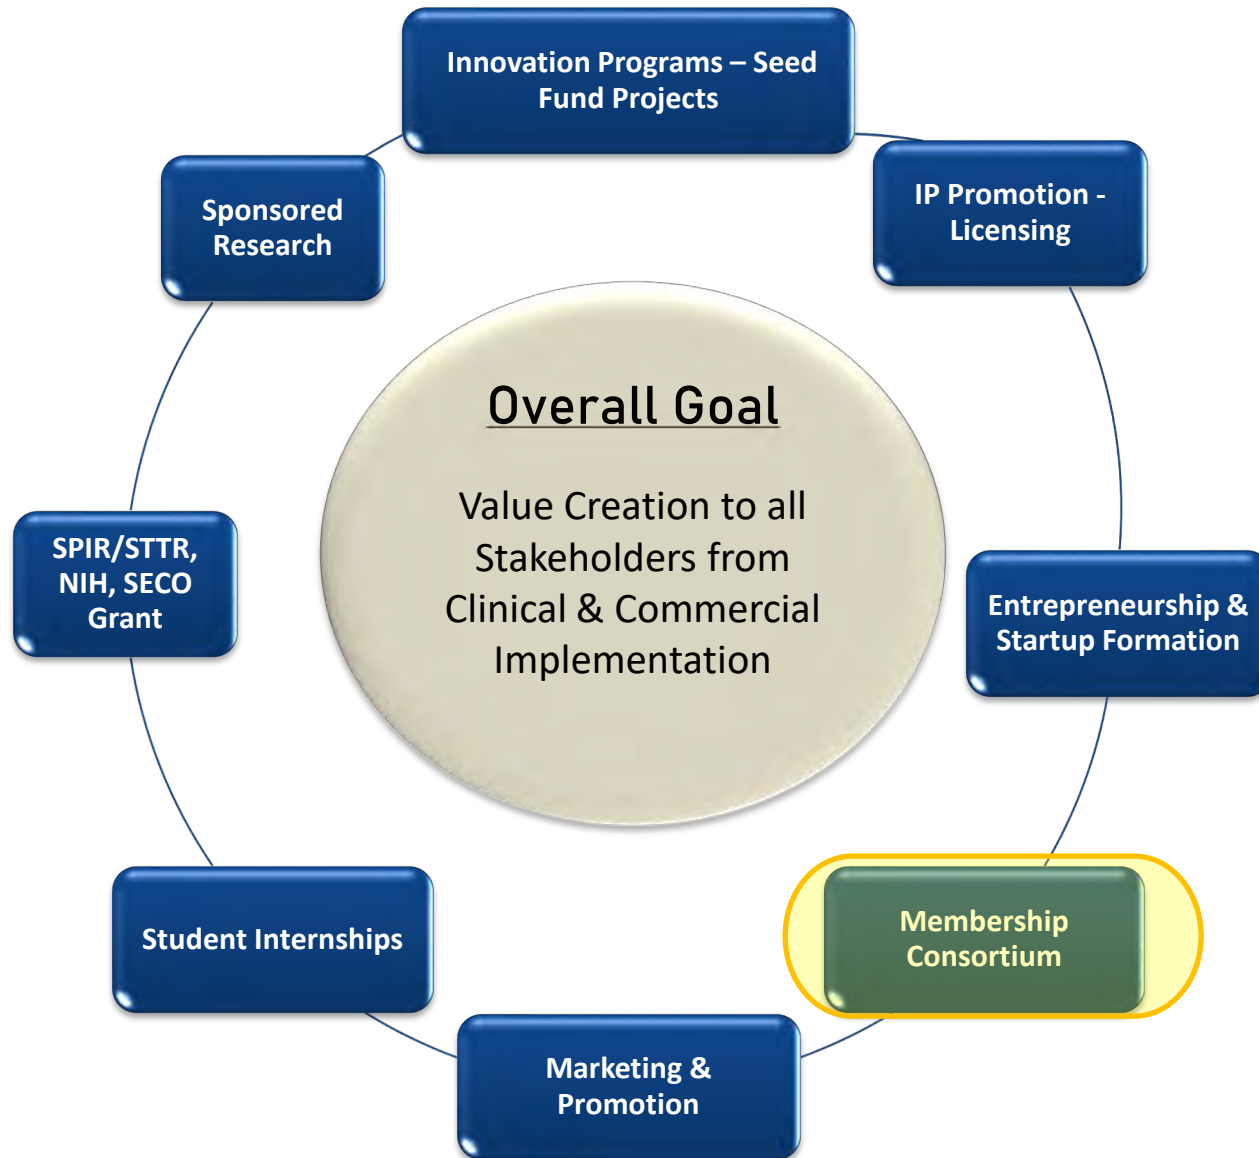 Innovation Programs – Seed
Fund Projects
IP Promotion -
Licensing
Sponsored
Research
Overall Goal
Value Creation to all
Stakeholders from
Clinical & Commercial
Implementation
SPIR/STTR,
NIH, SECO
Grant
Entrepreneurship &
Startup Formation
Student Internships
Membership
Consortium
Marketing &
Promotion